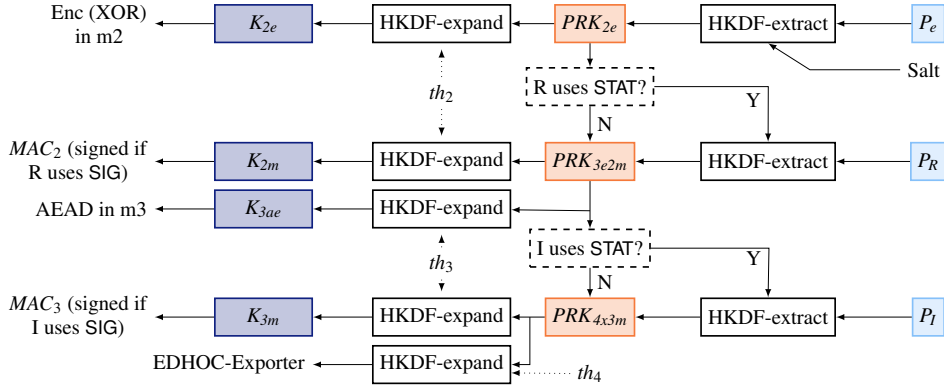 Enc (XOR)
in m2
K2e
HKDF-expand
PRK2e
HKDF-extract
Pe
Salt
R uses STAT?
Y
th2
N
MAC2 (signed if
R uses SIG)
K2m
HKDF-expand
PRK3e2m
HKDF-extract
PR
AEAD in m3
K3ae
HKDF-expand
I uses STAT?
Y
th3
N
MAC3 (signed if
I uses SIG)
K3m
HKDF-expand
PRK4x3m
HKDF-extract
PI
EDHOC-Exporter
HKDF-expand
th4